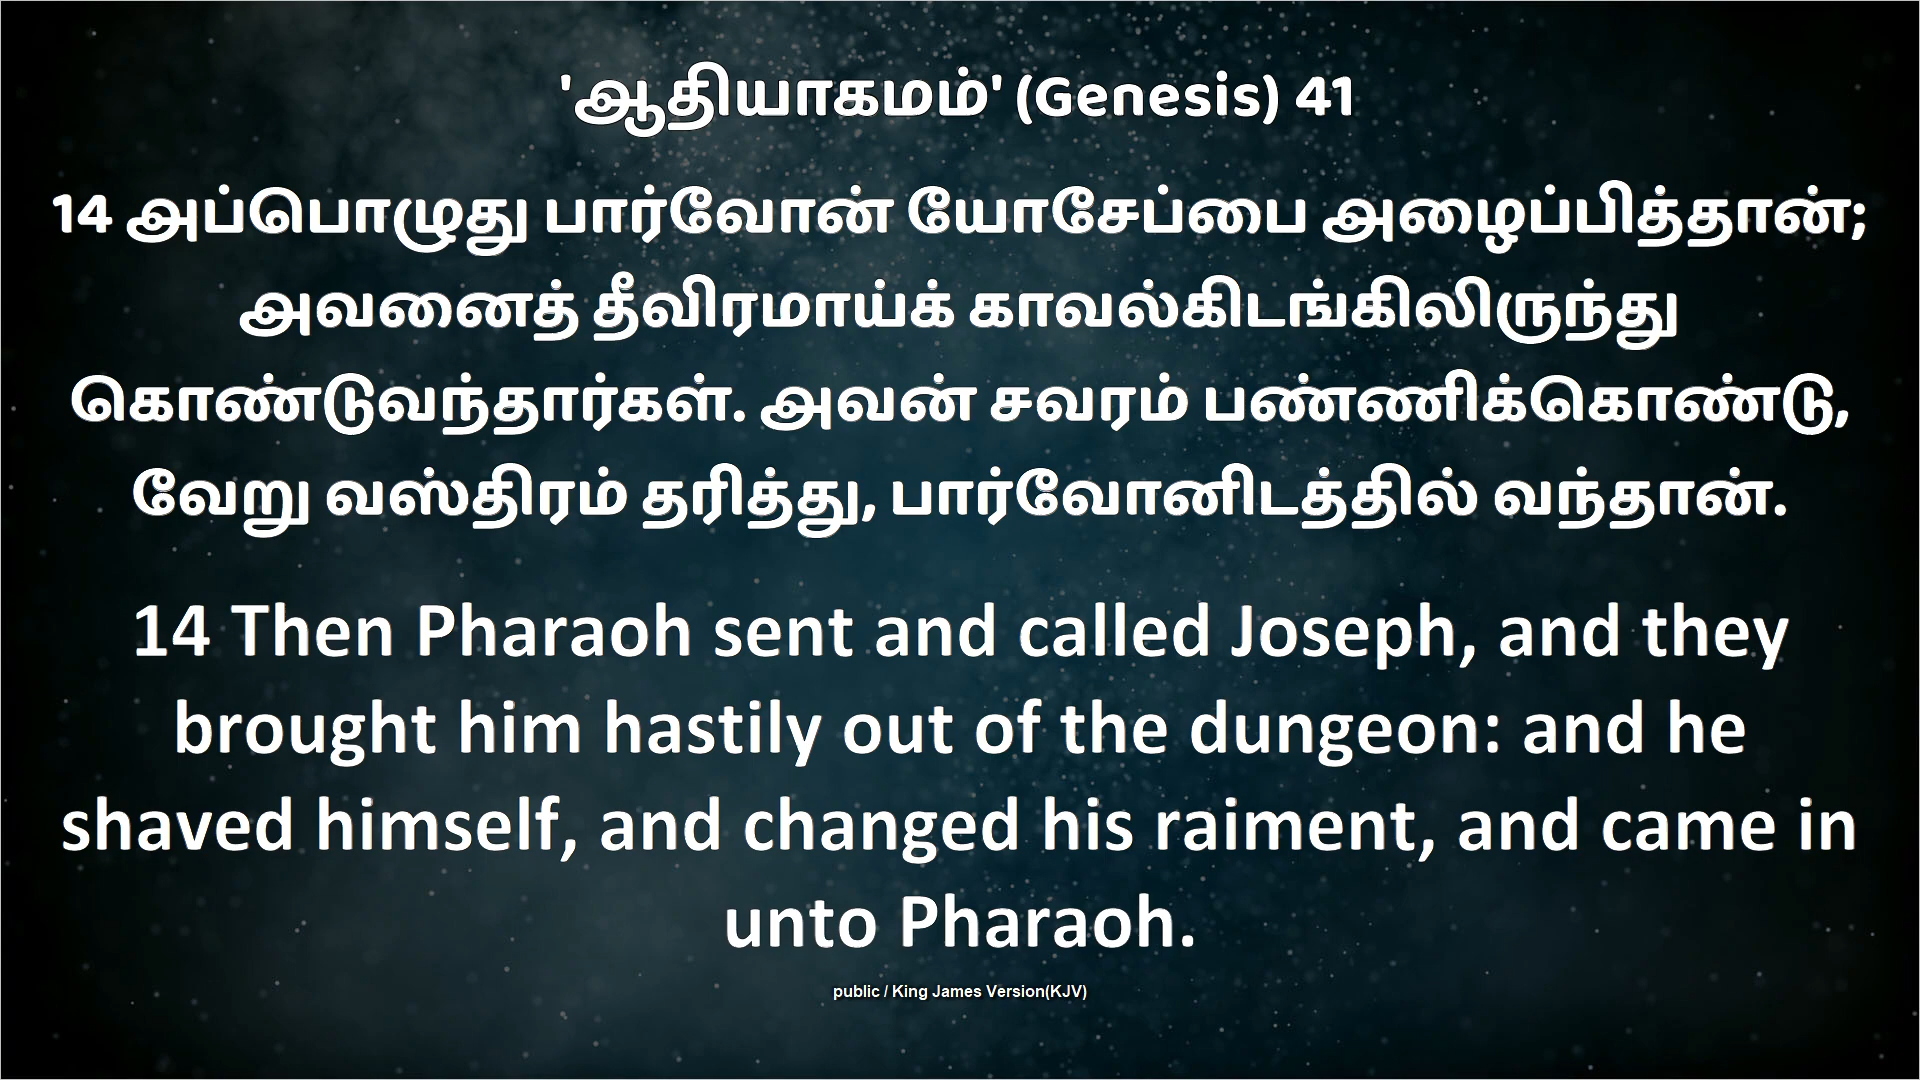 'ஆதியாகமம்' (Genesis) 41
14 அப்பொழுது பார்வோன் யோசேப்பை அழைப்பித்தான்;
அவனைத் தீவிரமாய்க் காவல்கிடங்கிலிருந்து
கொண்டுவந்தார்கள். அவன் சவரம் பண்ணிக்கொண்டு,
வேறு வஸ்திரம் தரித்து, பார்வோனிடத்தில் வந்தான்.
14 Then Pharaoh sent and called Joseph, and they
brought him hastily out of the dungeon: and he
shaved himself, and changed his raiment, and came in
unto Pharaoh.
public / King James Version(KJV)